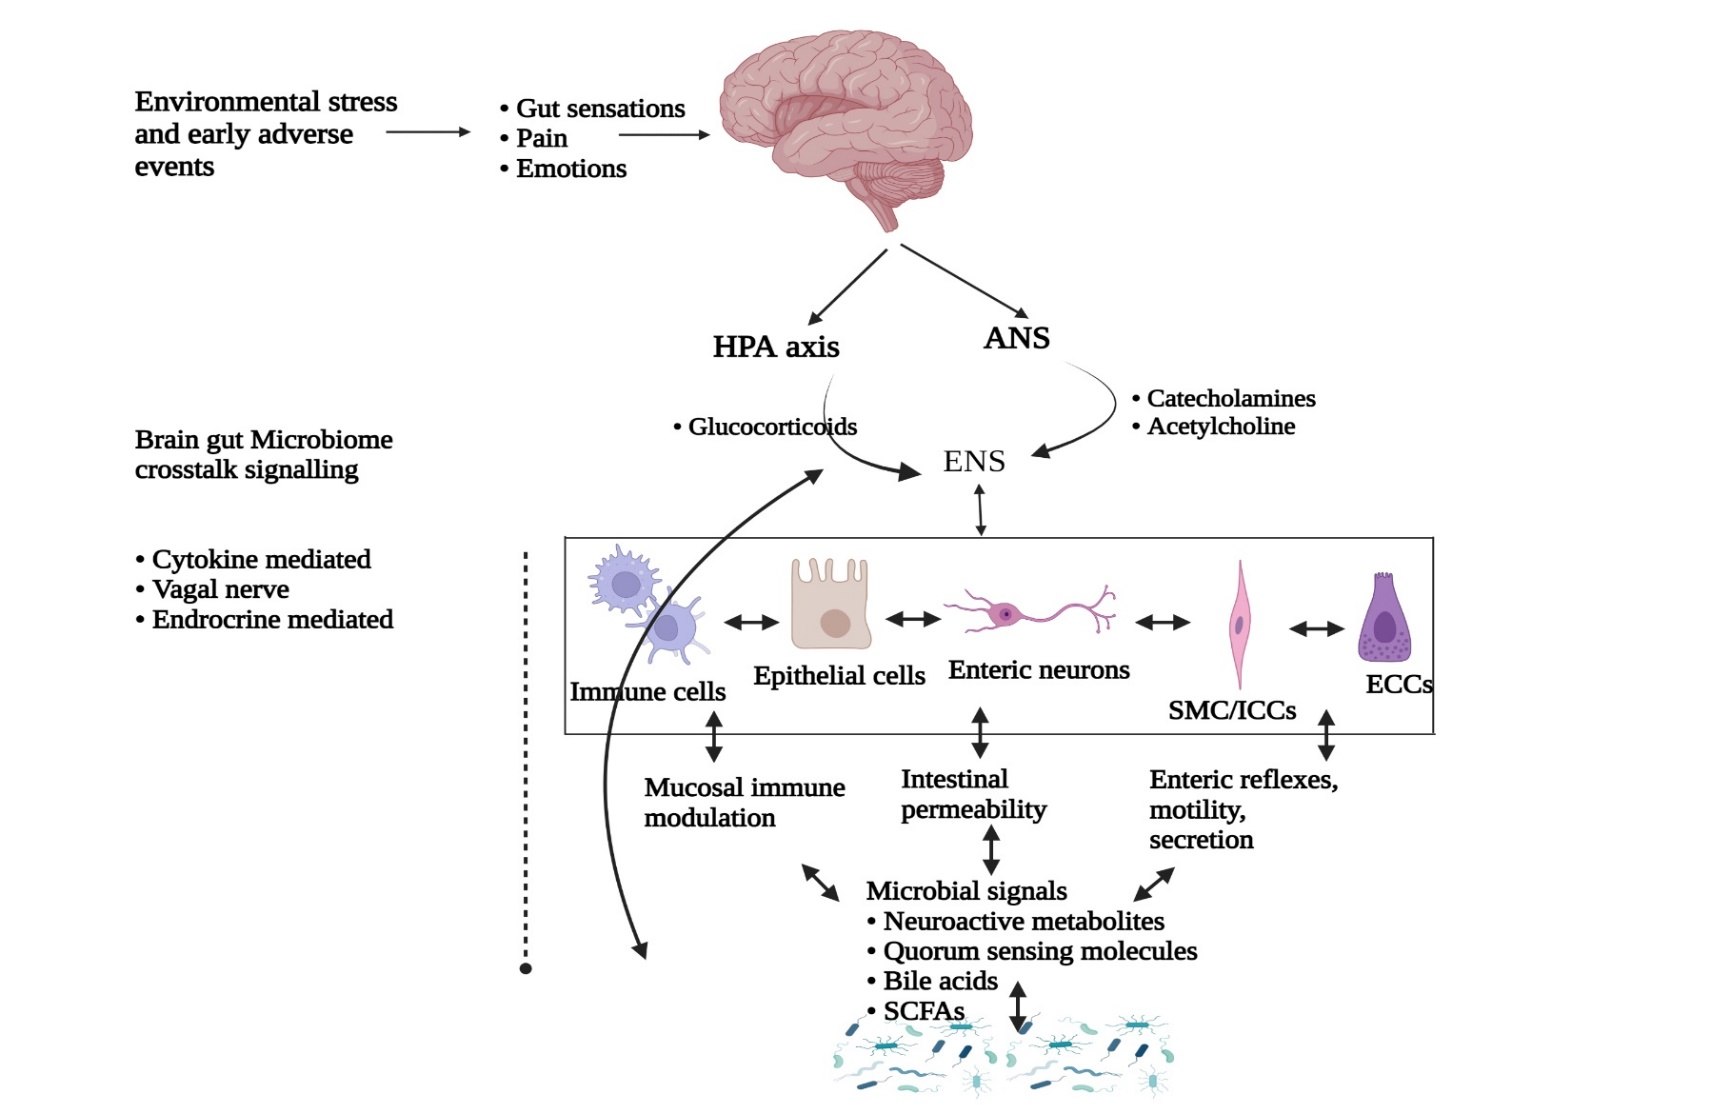 Environmental stress
and early adverse
events
• Gut sensations
• Pain
• Emotions
HPA axis
ANS
• Glucocorticoids
• Catecholamines
• Acetylcholine
ENS
Brain gut Microbiome
crosstalk signalling
• Cytokine mediated
• Vagal nerve
• Endrocrine mediated
Immune cells
Epithelial cells
Enteric neurons
SMC/ICCs
ECCs
Mucosal immune
modulation
Intestinal
permeability
Enteric reflexes,
motility,
secretion
Microbial signals
• Neuroactive metabolites
• Quorum sensing molecules
• Bile acids
• SCFAs